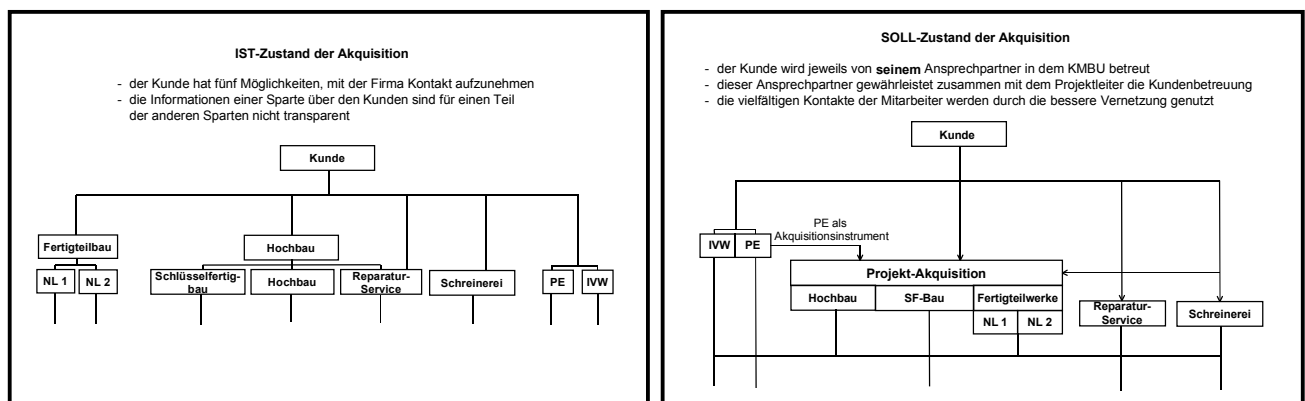 IST-Zustand der Akquisition
- der Kunde hat fünf Möglichkeiten, mit der Firma Kontakt aufzunehmen
- die Informationen einer Sparte über den Kunden sind für einen Teil
der anderen Sparten nicht transparent
Kunde
Fertigteilbau
Hochbau
NL 1
NL 2
Schlüsselfertig-
bau
Hochbau
Reparatur-
Service
Schreinerei
PE
IVW
SOLL-Zustand der Akquisition
- der Kunde wird jeweils von seinem Ansprechpartner in dem KMBU betreut
- dieser Ansprechpartner gewährleistet zusammen mit dem Projektleiter die Kundenbetreuung
- die vielfältigen Kontakte der Mitarbeiter werden durch die bessere Vernetzung genutzt
Kunde
PE als
Akquisitionsinstrument
IVW
PE
Projekt-Akquisition
Hochbau
SF-Bau
Fertigteilwerke
NL 1
NL 2
Reparatur-
Service
Schreinerei